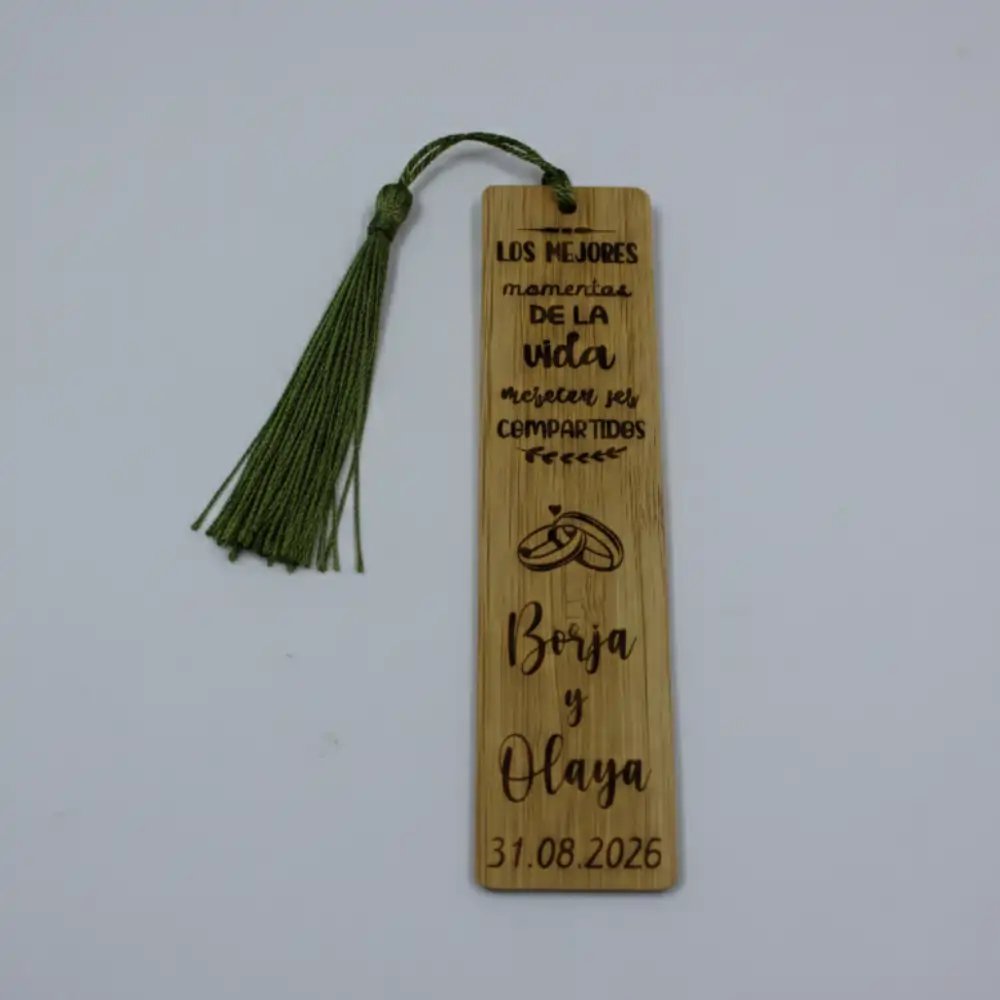 LOS MEJORES
momentos
DE LA
vida
merecen ser
COMPARTIDOS
Borja
y
Olaya
31.08.2026